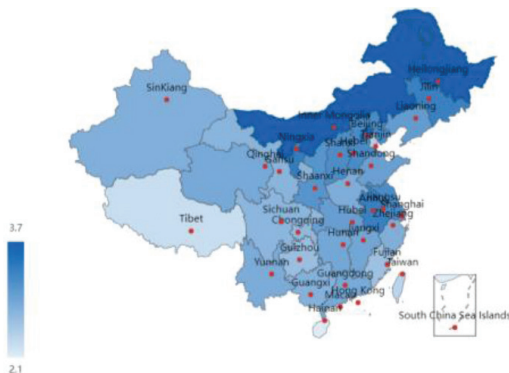 Heilongjiang
Jilin
SinKiang
Liaoning
Inner Mongolia
Beijing
Tianjin
Ningxia
Hebei
Shanxi
Qinghai
Shandong
Gansu
Henan
Shaanxi
Jiangsu
Anhui
Shanghai
Sichuan
Hubei
Zhejiang
Tibet
Chongqing
Hunan
Jiangxi
Guizhou
Fujian
Yunnan
Taiwan
Guangdong
Guangxi
Hong Kong
Macau
Hainan
South China Sea Islands
3.7
2.1